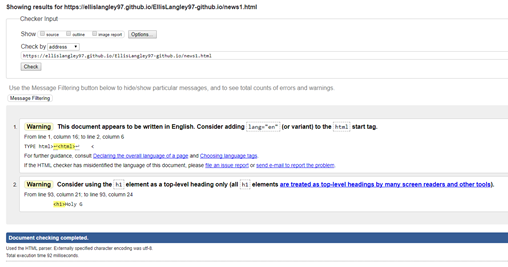 Showing results for https://ellislangley97.github.io/EllisLangley97-github.io/news1.html
Checker Input
Show source outline image report Options...
Check by address
https://ellislangley97.github.io/EllisLangley97-github.io/news1.html
Check
Use the Message Filtering button below to hide/show particular messages, and to see total counts of errors and warnings.
Message Filtering
1. Warning This document appears to be written in English. Consider adding lang="en" (or variant) to the html start tag.
From line 1, column 16; to line 2, column 6
TYPE html>↩<html>↩ <
For further guidance, consult Declaring the overall language of a page and Choosing language tags.
If the HTML checker has misidentified the language of this document, please file an issue report or send e-mail to report the problem.
2. Warning Consider using the h1 element as a top-level heading only (all h1 elements are treated as top-level headings by many screen readers and other tools).
From line 93, column 21; to line 93, column 24
<h1>Holy G
Document checking completed.
Used the HTML parser. Externally specified character encoding was utf-8
Total execution time 92 milliseconds.